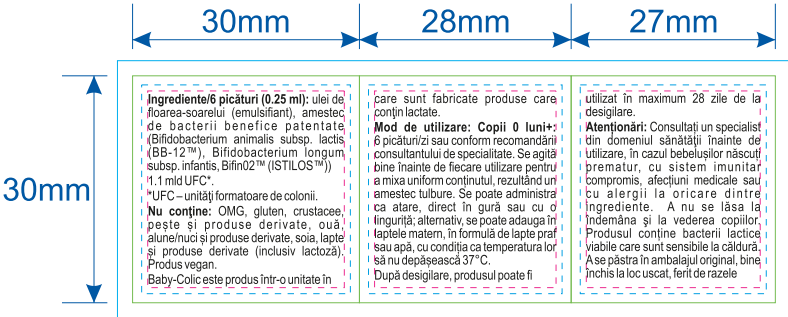 30mm
28mm
27mm
30mm
Ingrediente/6 picături (0.25 ml): ulei de
floarea-soarelui (emulsifiant), amestec
de bacterii benefice patentate
(Bifidobacterium animalis subsp. lactis
(BB-12™), Bifidobacterium longum
subsp. infantis, Bifin02™ (ISTILOS™))
1.1 mld UFC*.
*UFC – unităţi formatoare de colonii.
Nu conţine: OMG, gluten, crustacee,
peşte și produse derivate, ouă,
alune/nuci și produse derivate, soia, lapte
și produse derivate (inclusiv lactoză).
Produs vegan.
Baby-Colic este produs într-o unitate în
care sunt fabricate produse care
conţin lactate.
Mod de utilizare: Copii 0 luni+:
6 picături/zi sau conform recomandării
consultantului de specialitate. Se agită
bine înainte de fiecare utilizare pentru
a mixa uniform conținutul, rezultând un
amestec tulbure. Se poate administra
ca atare, direct în gură sau cu o
linguriță; alternativ, se poate adauga în
laptele matern, în formulă de lapte praf
sau apă, cu condiția ca temperatura lor
să nu depășească 37°C.
După desigilare, produsul poate fi
utilizat în maximum 28 zile de la
desigilare.
Atenționări: Consultați un specialist
din domeniul sănătăţii înainte de
utilizare, în cazul bebelușilor născuți
prematur, cu sistem imunitar
compromis, afecțiuni medicale sau
cu alergii la oricare dintre
ingrediente. A nu se lăsa la
îndemâna și la vederea copiilor.
Produsul conține bacterii lactice
viabile care sunt sensibile la căldură.
A se păstra în ambalajul original, bine
închis la loc uscat, ferit de razele